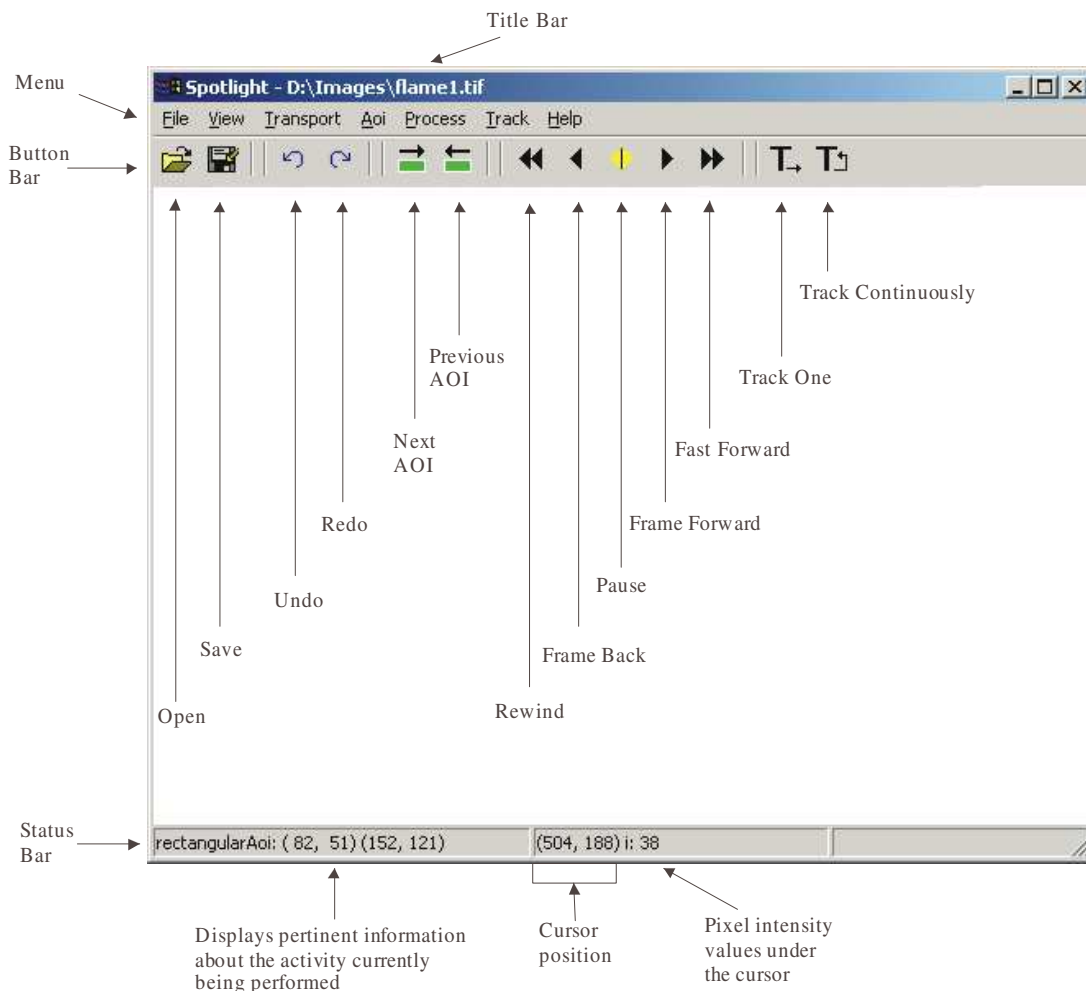 Title Bar
Menu
Spotlight - D:\Images\flame1.tif
File View Transport Aoi Process Track Help
Button
Bar
T T
Track Continuously
Previous
AOI
Track One
Next
AOI
Fast Forward
Redo
Frame Forward
Pause
Undo
Save
Frame Back
Open
Rewind
Status
Bar
rectangularAoi: ( 82, 51) (152, 121)
(504, 188) i: 38
Displays pertinent information
about the activity currently
being performed
Cursor
position
Pixel intensity
values under
the cursor